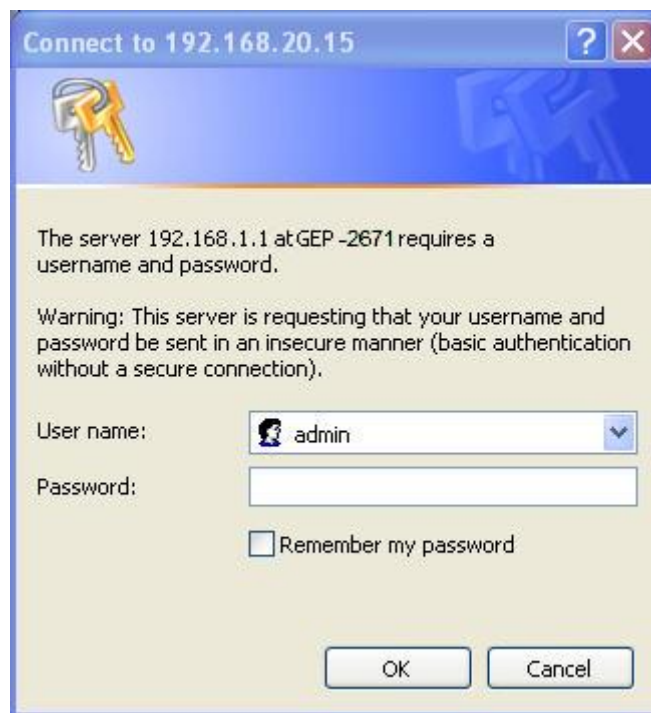 Connect to 192.168.20.15
The server 192.168.1.1 at GEP -2671 requires a
username and password.
Warning: This server is requesting that your username and
password be sent in an insecure manner (basic authentication
without a secure connection).
User name:
admin
Password:
Remember my password
OK
Cancel